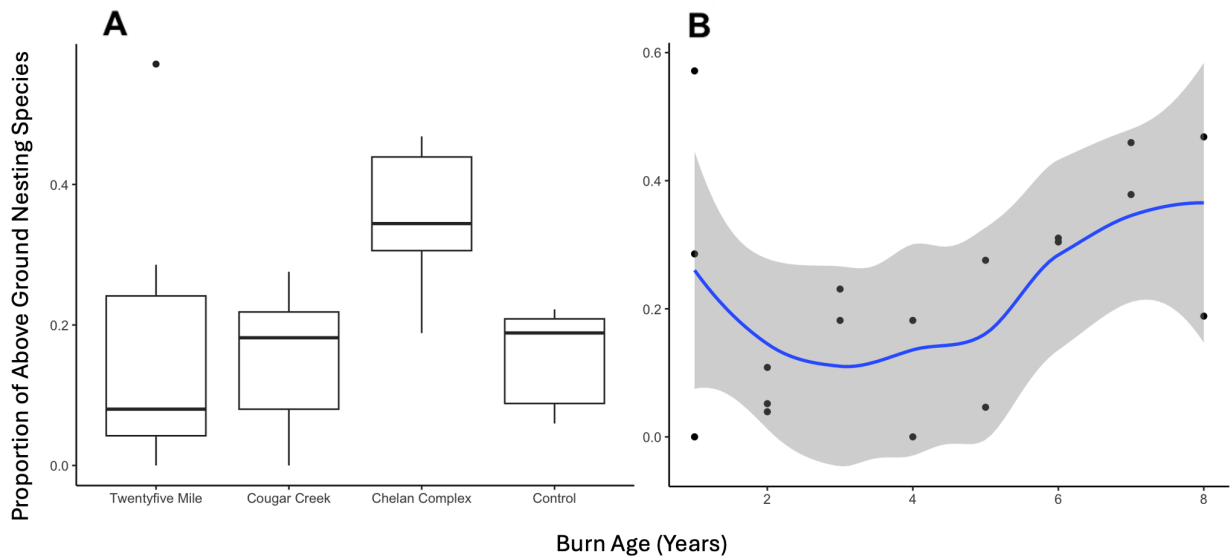 A
B
Proportion of Above Ground Nesting Species
0.4
0.2
0.0
Twentyfive Mile Cougar Creek Chelan Complex Control
0.6
0.4
0.2
0.0
2 4 6 8
Burn Age (Years)